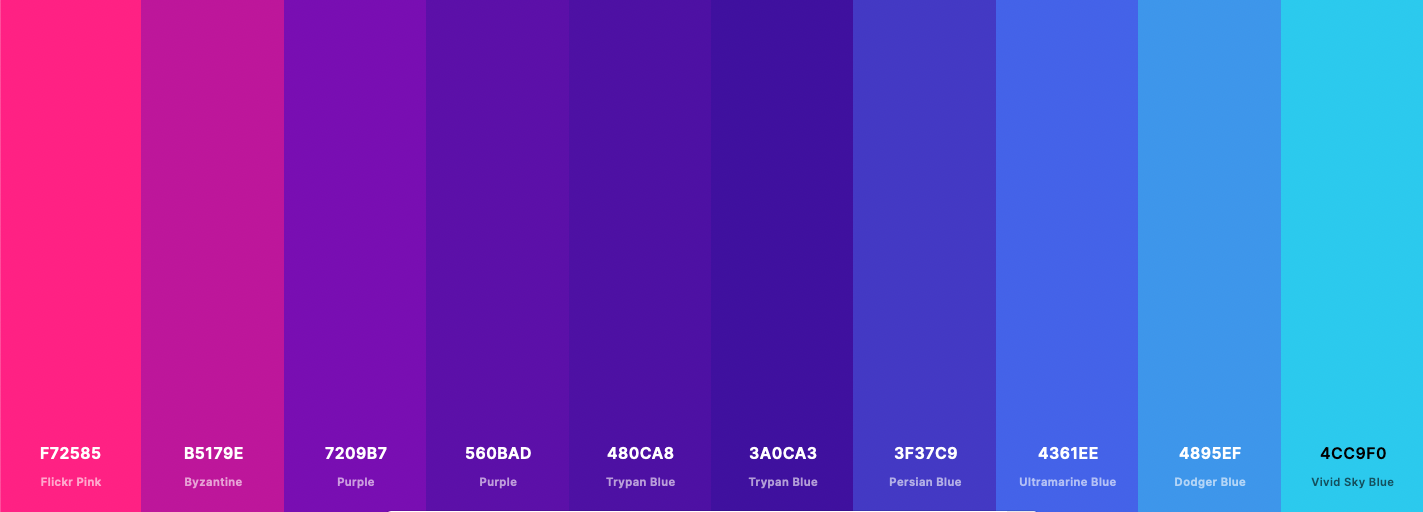 F72585 B5179E 7209B7 560BAD 480CA8 3A0CA3 3F37C9 4361EE 4895EF 4CC9F0
Flickr Pink Byzantine Purple Purple Trypan Blue Trypan Blue Persian Blue Ultramarine Blue Dodger Blue Vivid Sky Blue